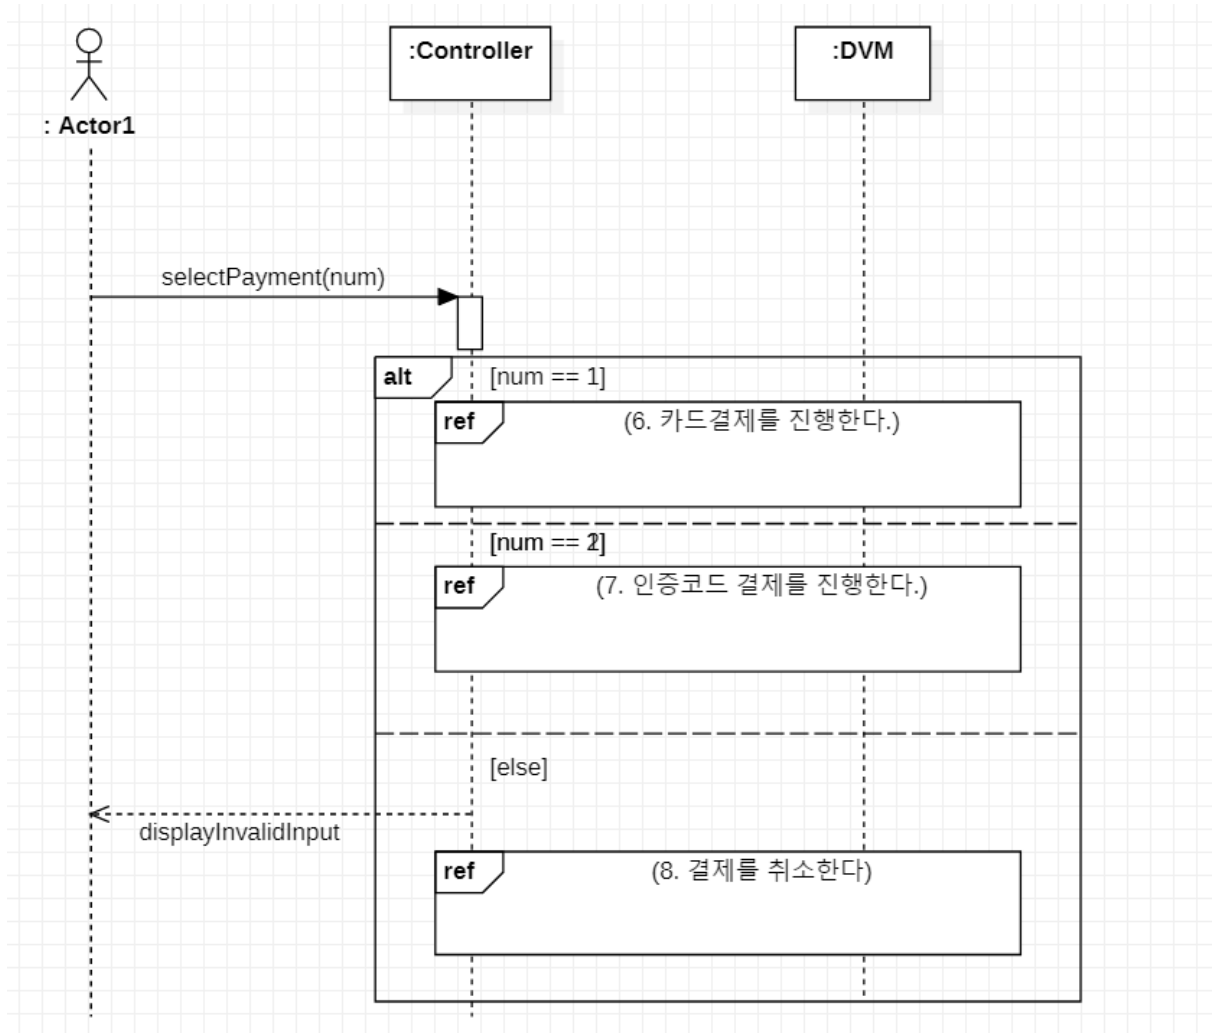 :Controller
:DVM
: Actor1
selectPayment(num)
alt
[num == 1]
ref
(6. 카드결제를 진행한다.)
[num == 2]
ref
(7. 인증코드 결제를 진행한다.)
[else]
displayInvalidInput
ref
(8. 결제를 취소한다)